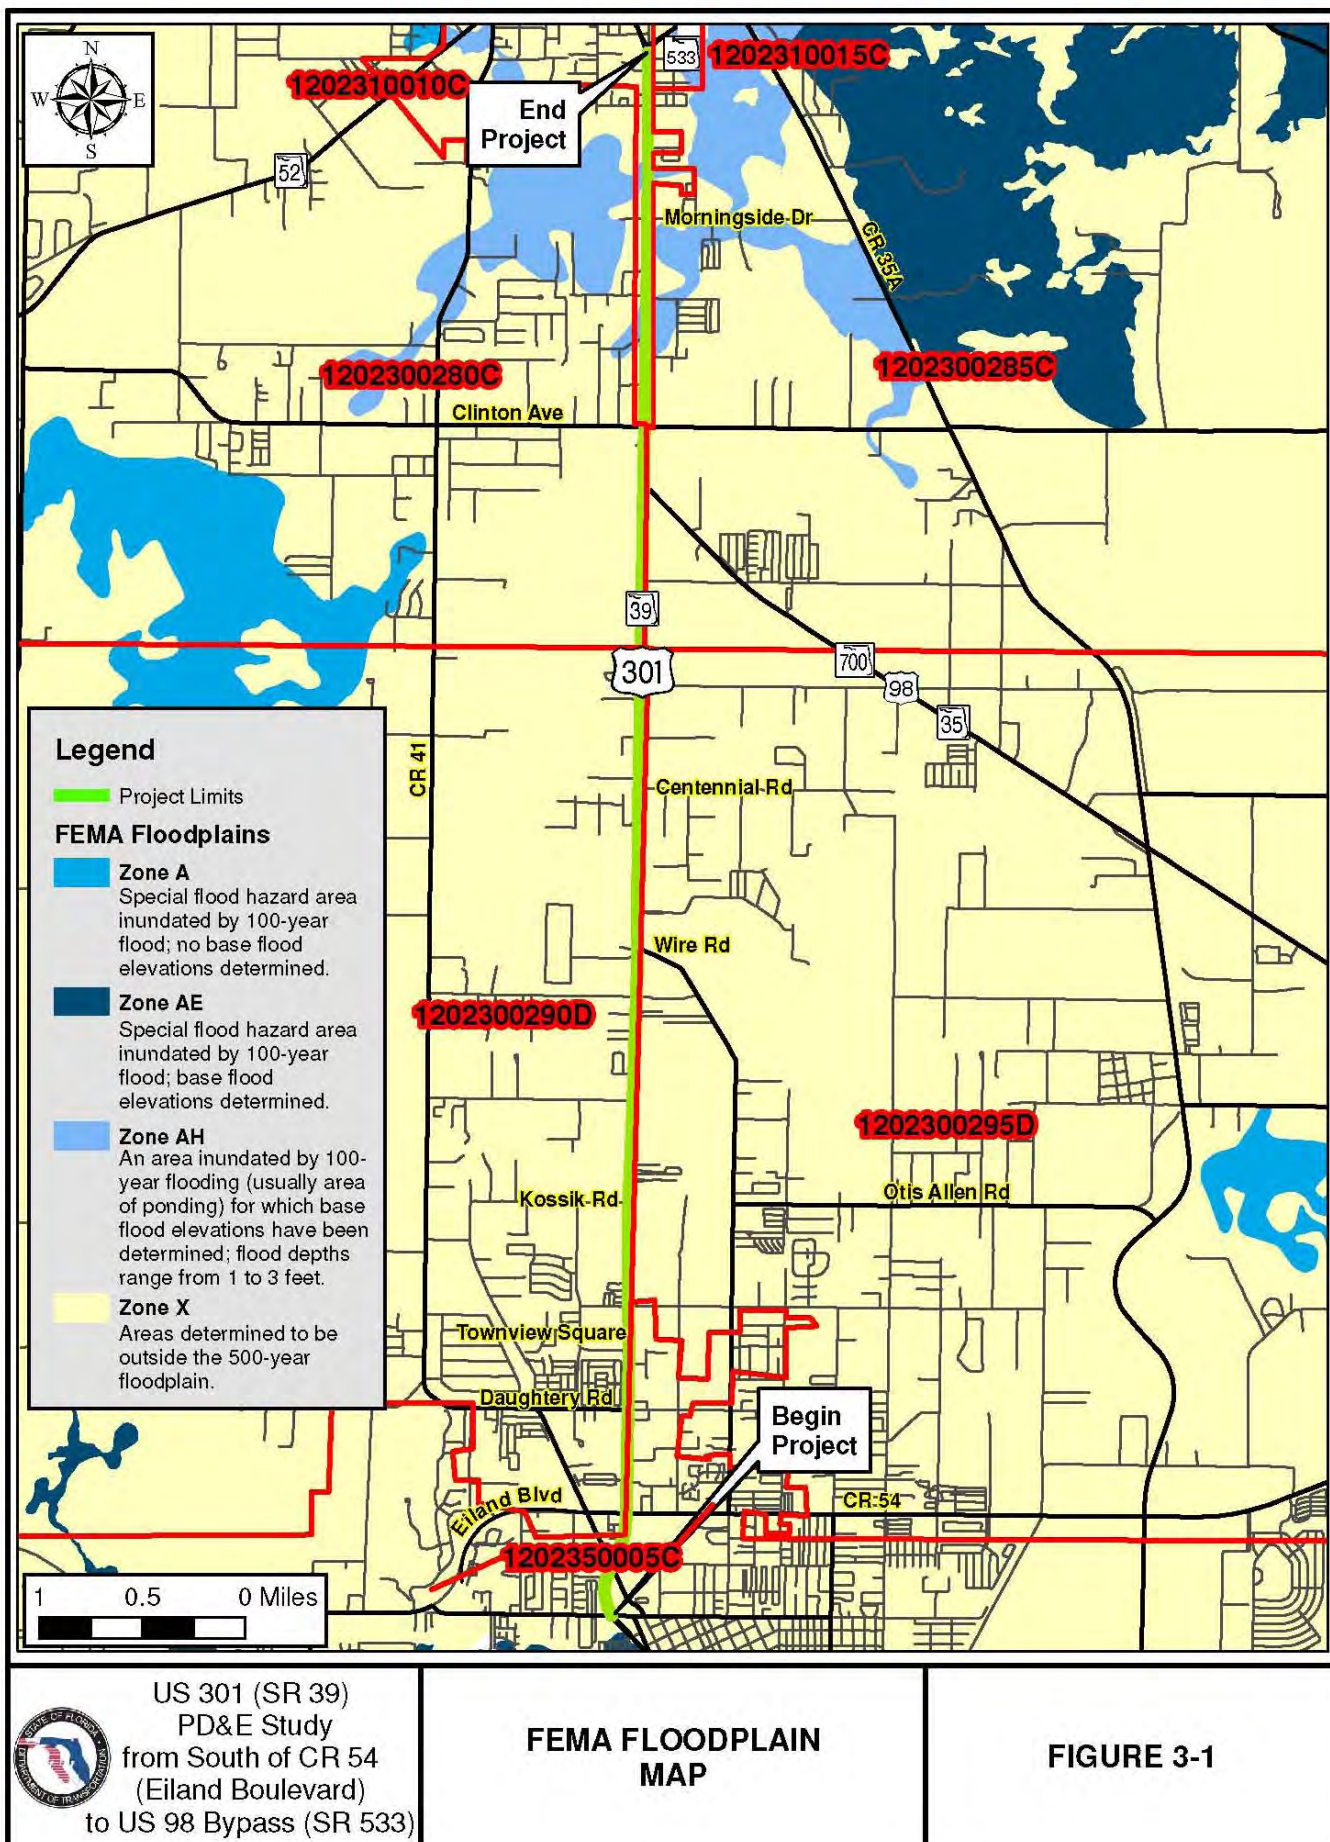 N
W
E
S
1202310010C
533
1202310015C
End
Project
52
Morningside Dr
CR 35A
1202300280C
1202300285C
Clinton Ave
39
301
700
98
35
CR 41
Centennial Rd
Wire Rd
1202300290D
1202300295D
Kossik Rd
Otis Allen Rd
Townview Square
Daughtery Rd
Begin
Project
Eiland Blvd
CR 54
1202350005C
Legend
Project Limits
FEMA Floodplains
Zone A
Special flood hazard area
inundated by 100-year
flood; no base flood
elevations determined.
Zone AE
Special flood hazard area
inundated by 100-year
flood; base flood
elevations determined.
Zone AH
An area inundated by 100-
year flooding (usually area
of ponding) for which base
flood elevations have been
determined; flood depths
range from 1 to 3 feet.
Zone X
Areas determined to be
outside the 500-year
floodplain.
1 0.5 0 Miles
STATE OF FLORIDA
DEPARTMENT OF TRANSPORTATION
US 301 (SR 39)
PD&E Study
from South of CR 54
(Eiland Boulevard)
to US 98 Bypass (SR 533)
FEMA FLOODPLAIN
MAP
FIGURE 3-1